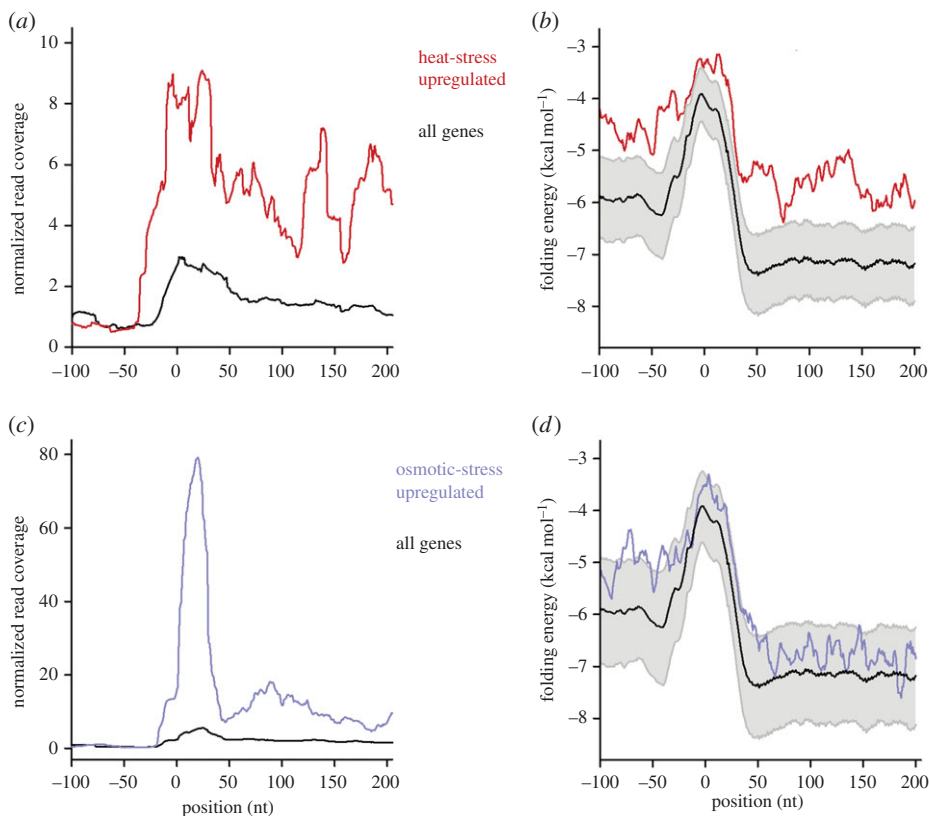 (a)
10
8
6
4
2
0
normalized read coverage
−100 −50 0 50 100 150 200
heat-stress
upregulated
all genes
(b)
−3
−4
−5
−6
−7
−8
folding energy (kcal mol−1)
−100 −50 0 50 100 150 200
(c)
80
60
40
20
0
normalized read coverage
−100 −50 0 50 100 150 200
position (nt)
osmotic-stress
upregulated
all genes
(d)
−3
−4
−5
−6
−7
−8
folding energy (kcal mol−1)
−100 −50 0 50 100 150 200
position (nt)